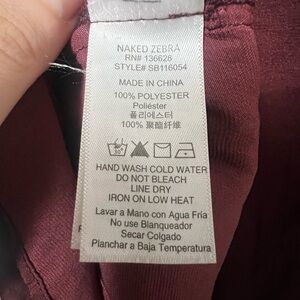 NAKED ZEBRA
RN# 136628
STYLE# SB116054
MADE IN CHINA
100% POLYESTER
Poliéster
폴리에스터
100% 聚酯纖維
HAND WASH COLD WATER
DO NOT BLEACH
LINE DRY
IRON ON LOW HEAT
Lavar a Mano con Agua Fría
No use Blanqueador
Secar Colgado
Planchar a Baja Temperatura